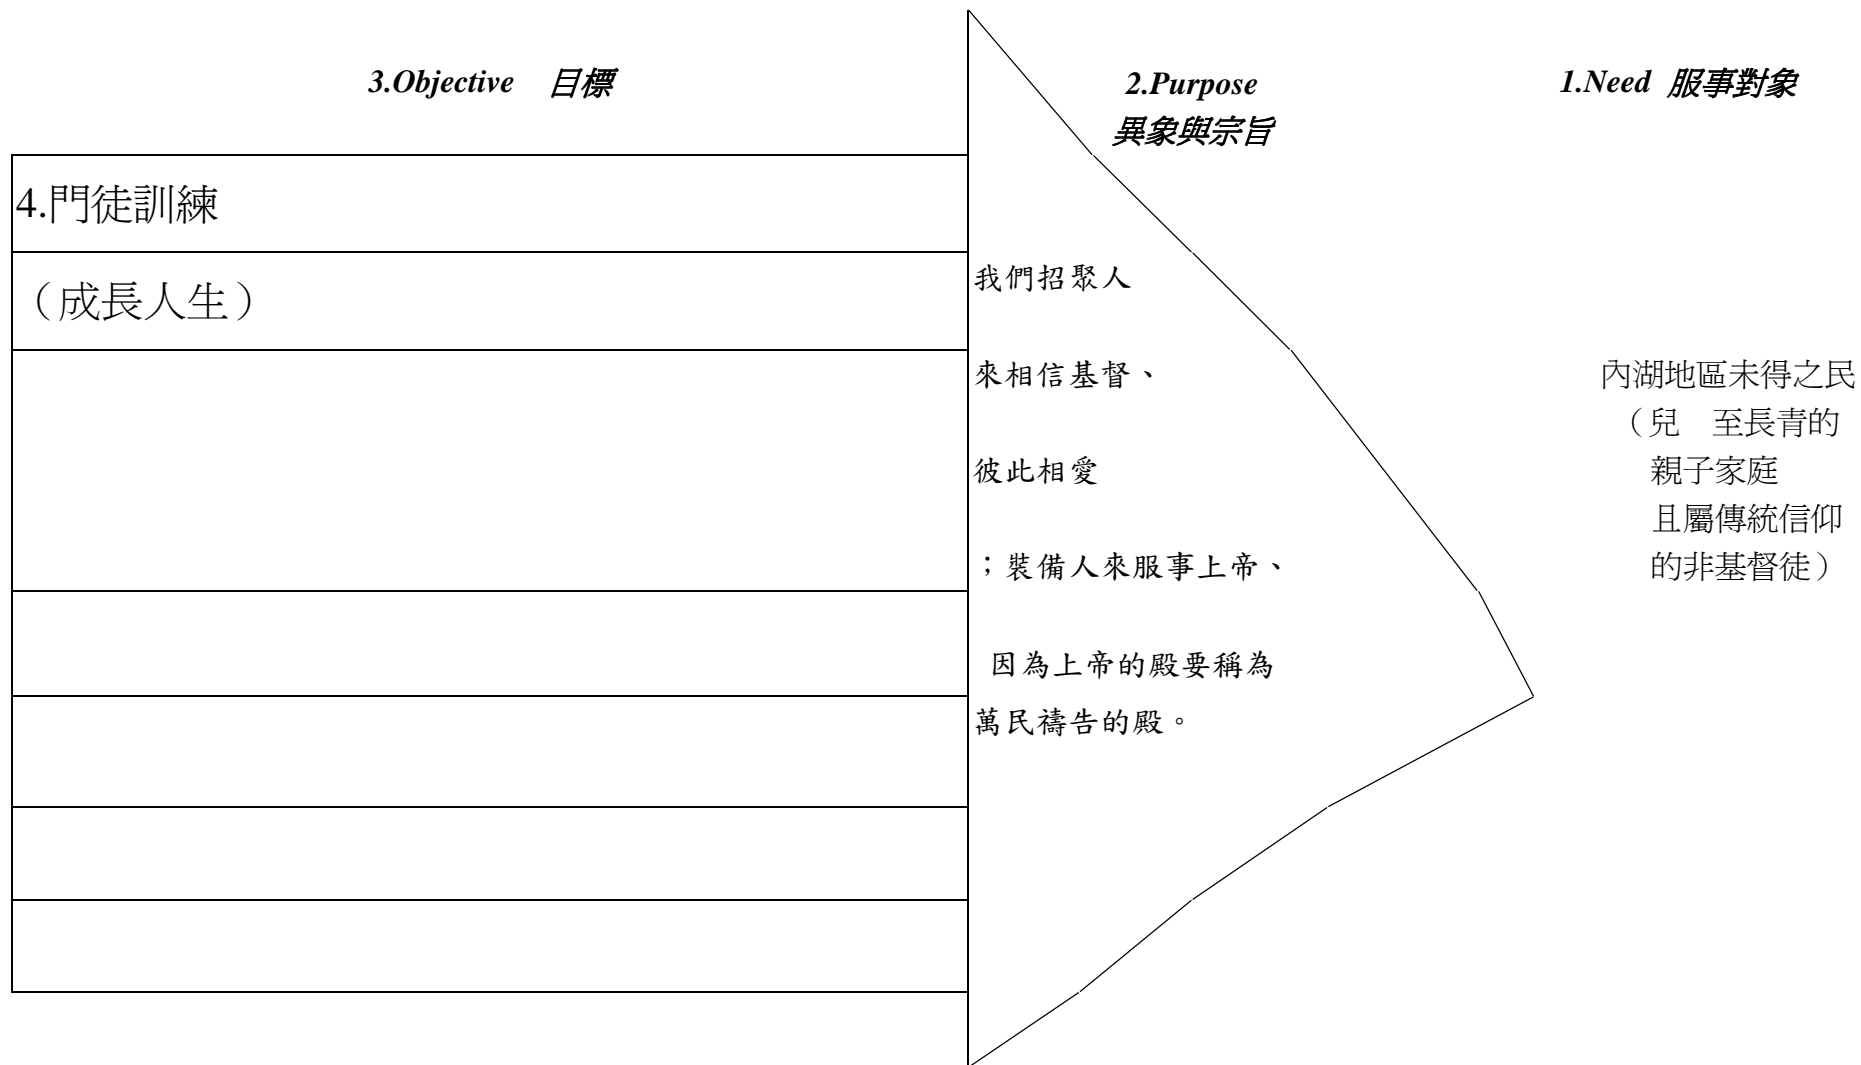 3.Objective 目標
2.Purpose
異象與宗旨
1.Need 服事對象
4.門徒訓練
（成長人生）
我們招聚人
來相信基督、
彼此相愛
；裝備人來服事上帝、
因為上帝的殿要稱為
萬民禱告的殿。
內湖地區未得之民
（兒　至長青的
親子家庭
且屬傳統信仰
的非基督徒）